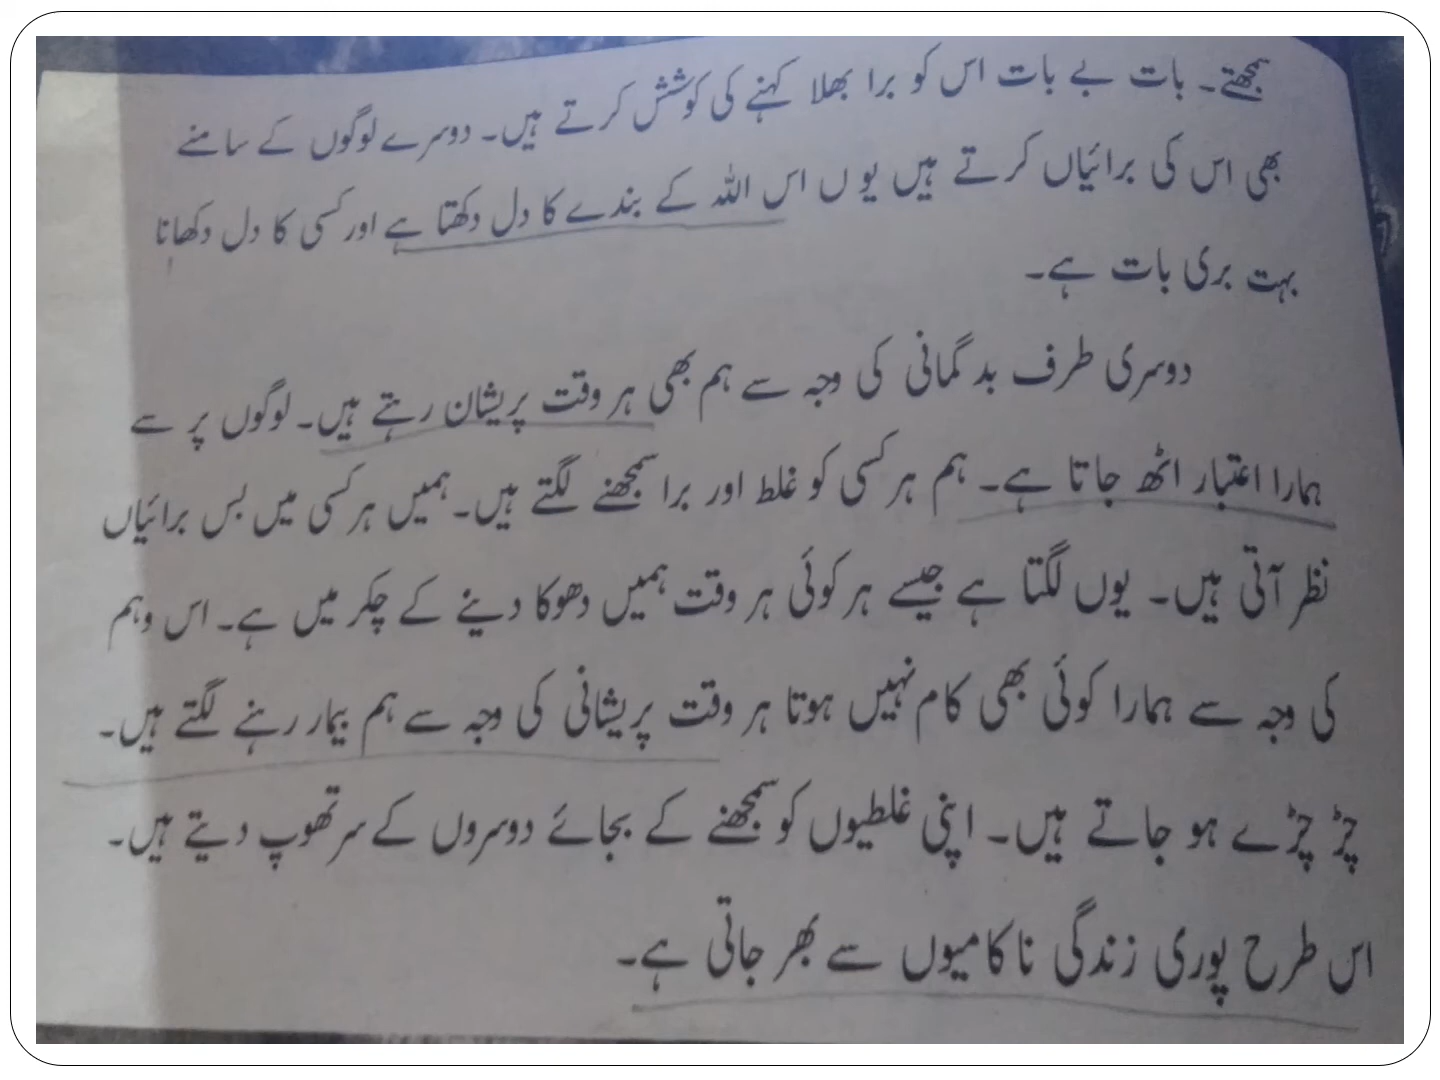 ۔ بات بے بات اس کو برا بھلا کہنے کی کوشش کرتے ہیں۔ دوسرے لوگوں کے سامنے
بھی اس کی برائیاں کرتے ہیں یوں اس اللہ کے بندے کا دل دکھتا ہے اور کسی کا دل دکھانا
بہت بری بات ہے۔
دوسری طرف بد گمانی کی وجہ سے ہم بھی ہر وقت پریشان رہتے ہیں۔ لوگوں پر سے
ہمارا اعتبار اٹھ جاتا ہے۔ ہم ہر کسی کو غلط اور برا سمجھنے لگتے ہیں۔ ہمیں ہر کسی میں بس برائیاں
نظر آتی ہیں۔ یوں لگتا ہے جیسے ہر کوئی ہر وقت ہمیں دھوکا دینے کے چکر میں ہے۔ اس وہم
کی وجہ سے ہمارا کوئی بھی کام نہیں ہوتا ہر وقت پریشانی کی وجہ سے ہم بیمار رہنے لگتے ہیں۔
چڑ چڑے ہو جاتے ہیں۔ اپنی غلطیوں کو سمجھنے کے بجائے دوسروں کے سر تھوپ دیتے ہیں۔
اس طرح پوری زندگی ناکامیوں سے بھر جاتی ہے۔